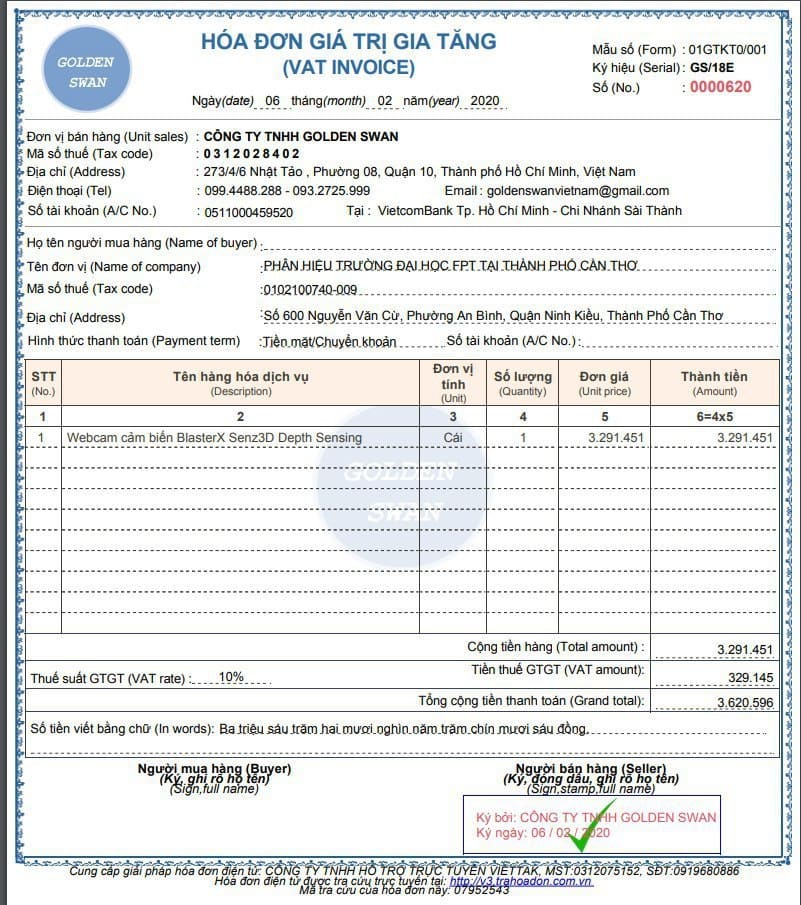 GOLDEN
SWAN
HÓA ĐƠN GIÁ TRỊ GIA TĂNG
(VAT INVOICE)
Ngày(date) 06 tháng(month) 02 năm(year) 2020
Mẫu số (Form) : 01GTKT0/001
Ký hiệu (Serial) : GS/18E
Số (No.) : 0000620
Đơn vị bán hàng (Unit sales) : CÔNG TY TNHH GOLDEN SWAN
Mã số thuế (Tax code) : 0312028402
Địa chỉ (Address) : 273/4/6 Nhật Tảo , Phường 08, Quận 10, Thành phố Hồ Chí Minh, Việt Nam
Điện thoại (Tel) : 099.4488.288 - 093.2725.999 Email : goldenswanvietnam@gmail.com
Số tài khoản (A/C No.) : 0511000459520 Tại : VietcomBank Tp. Hồ Chí Minh - Chi Nhánh Sài Thành
Họ tên người mua hàng (Name of buyer) :
Tên đơn vị (Name of company) :PHÂN HIỆU TRƯỜNG ĐẠI HỌC FPT TẠI THÀNH PHỐ CẦN THƠ
Mã số thuế (Tax code) :0102100740-009
Địa chỉ (Address) :Số 600 Nguyễn Văn Cừ, Phường An Bình, Quận Ninh Kiều, Thành Phố Cần Thơ
Hình thức thanh toán (Payment term) :Tiền mặt/Chuyển khoản Số tài khoản (A/C No.) :
STT Tên hàng hóa dịch vụ Đơn vị tính Số lượng Đơn giá Thành tiền
(No.) (Description) (Unit) (Quantity) (Unit price) (Amount)
1 2 3 4 5 6=4x5
1 Webcam cảm biến BlasterX Senz3D Depth Sensing Cái 1 3.291.451 3.291.451
GOLDEN
SWAN
Cộng tiền hàng (Total amount) : 3.291.451
Thuế suất GTGT (VAT rate) : 10% Tiền thuế GTGT (VAT amount): 329.145
Tổng cộng tiền thanh toán (Grand total): 3.620.596
Số tiền viết bằng chữ (In words): Ba triệu sáu trăm hai mươi nghìn năm trăm chín mươi sáu đồng.
Người mua hàng (Buyer)
(Ký, ghi rõ họ tên)
(Sign,full name)
Người bán hàng (Seller)
(Ký, đóng dấu, ghi rõ họ tên)
(Sign,stamp,full name)
Ký bởi: CÔNG TY TNHH GOLDEN SWAN
Ký ngày: 06 / 02 / 2020
Cung cấp giải pháp hóa đơn điện tử: CÔNG TY TNHH HỖ TRỢ TRỰC TUYẾN VIETTAK, MST:0312075152, SĐT:0919680886
Hóa đơn điện tử được tra cứu trực tuyến tại: http://v3.trahoadon.com.vn
Mã tra cứu của hóa đơn này: 07952543